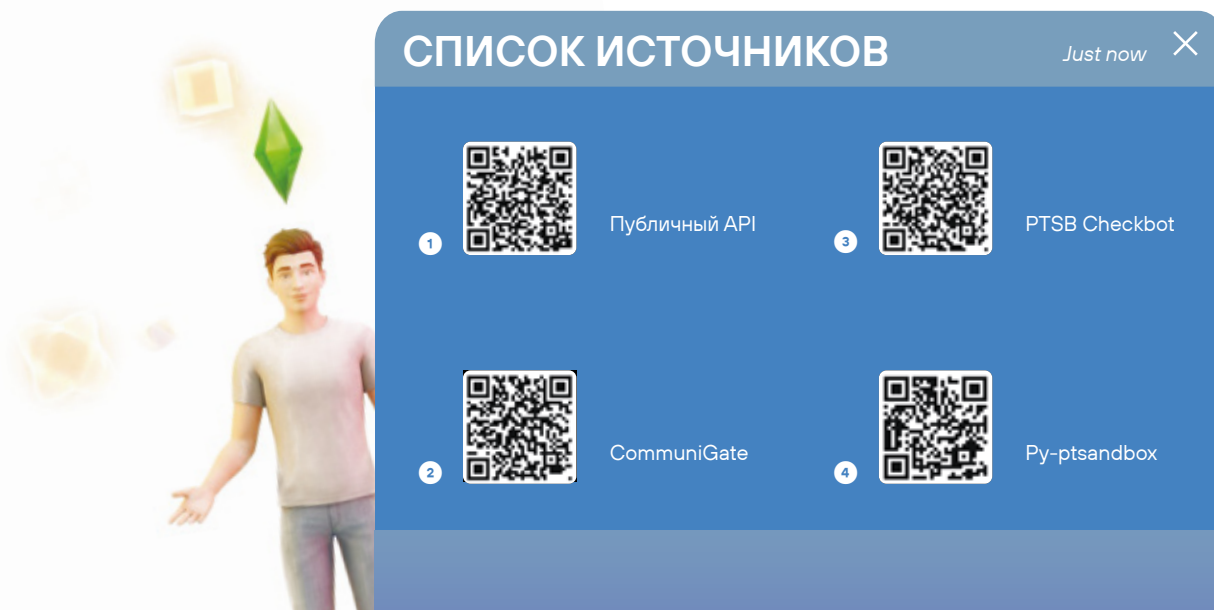 СПИСОК ИСТОЧНИКОВ
Just now
1
Публичный API
3
PTSB Checkbot
2
CommuniGate
4
Py-ptsandbox